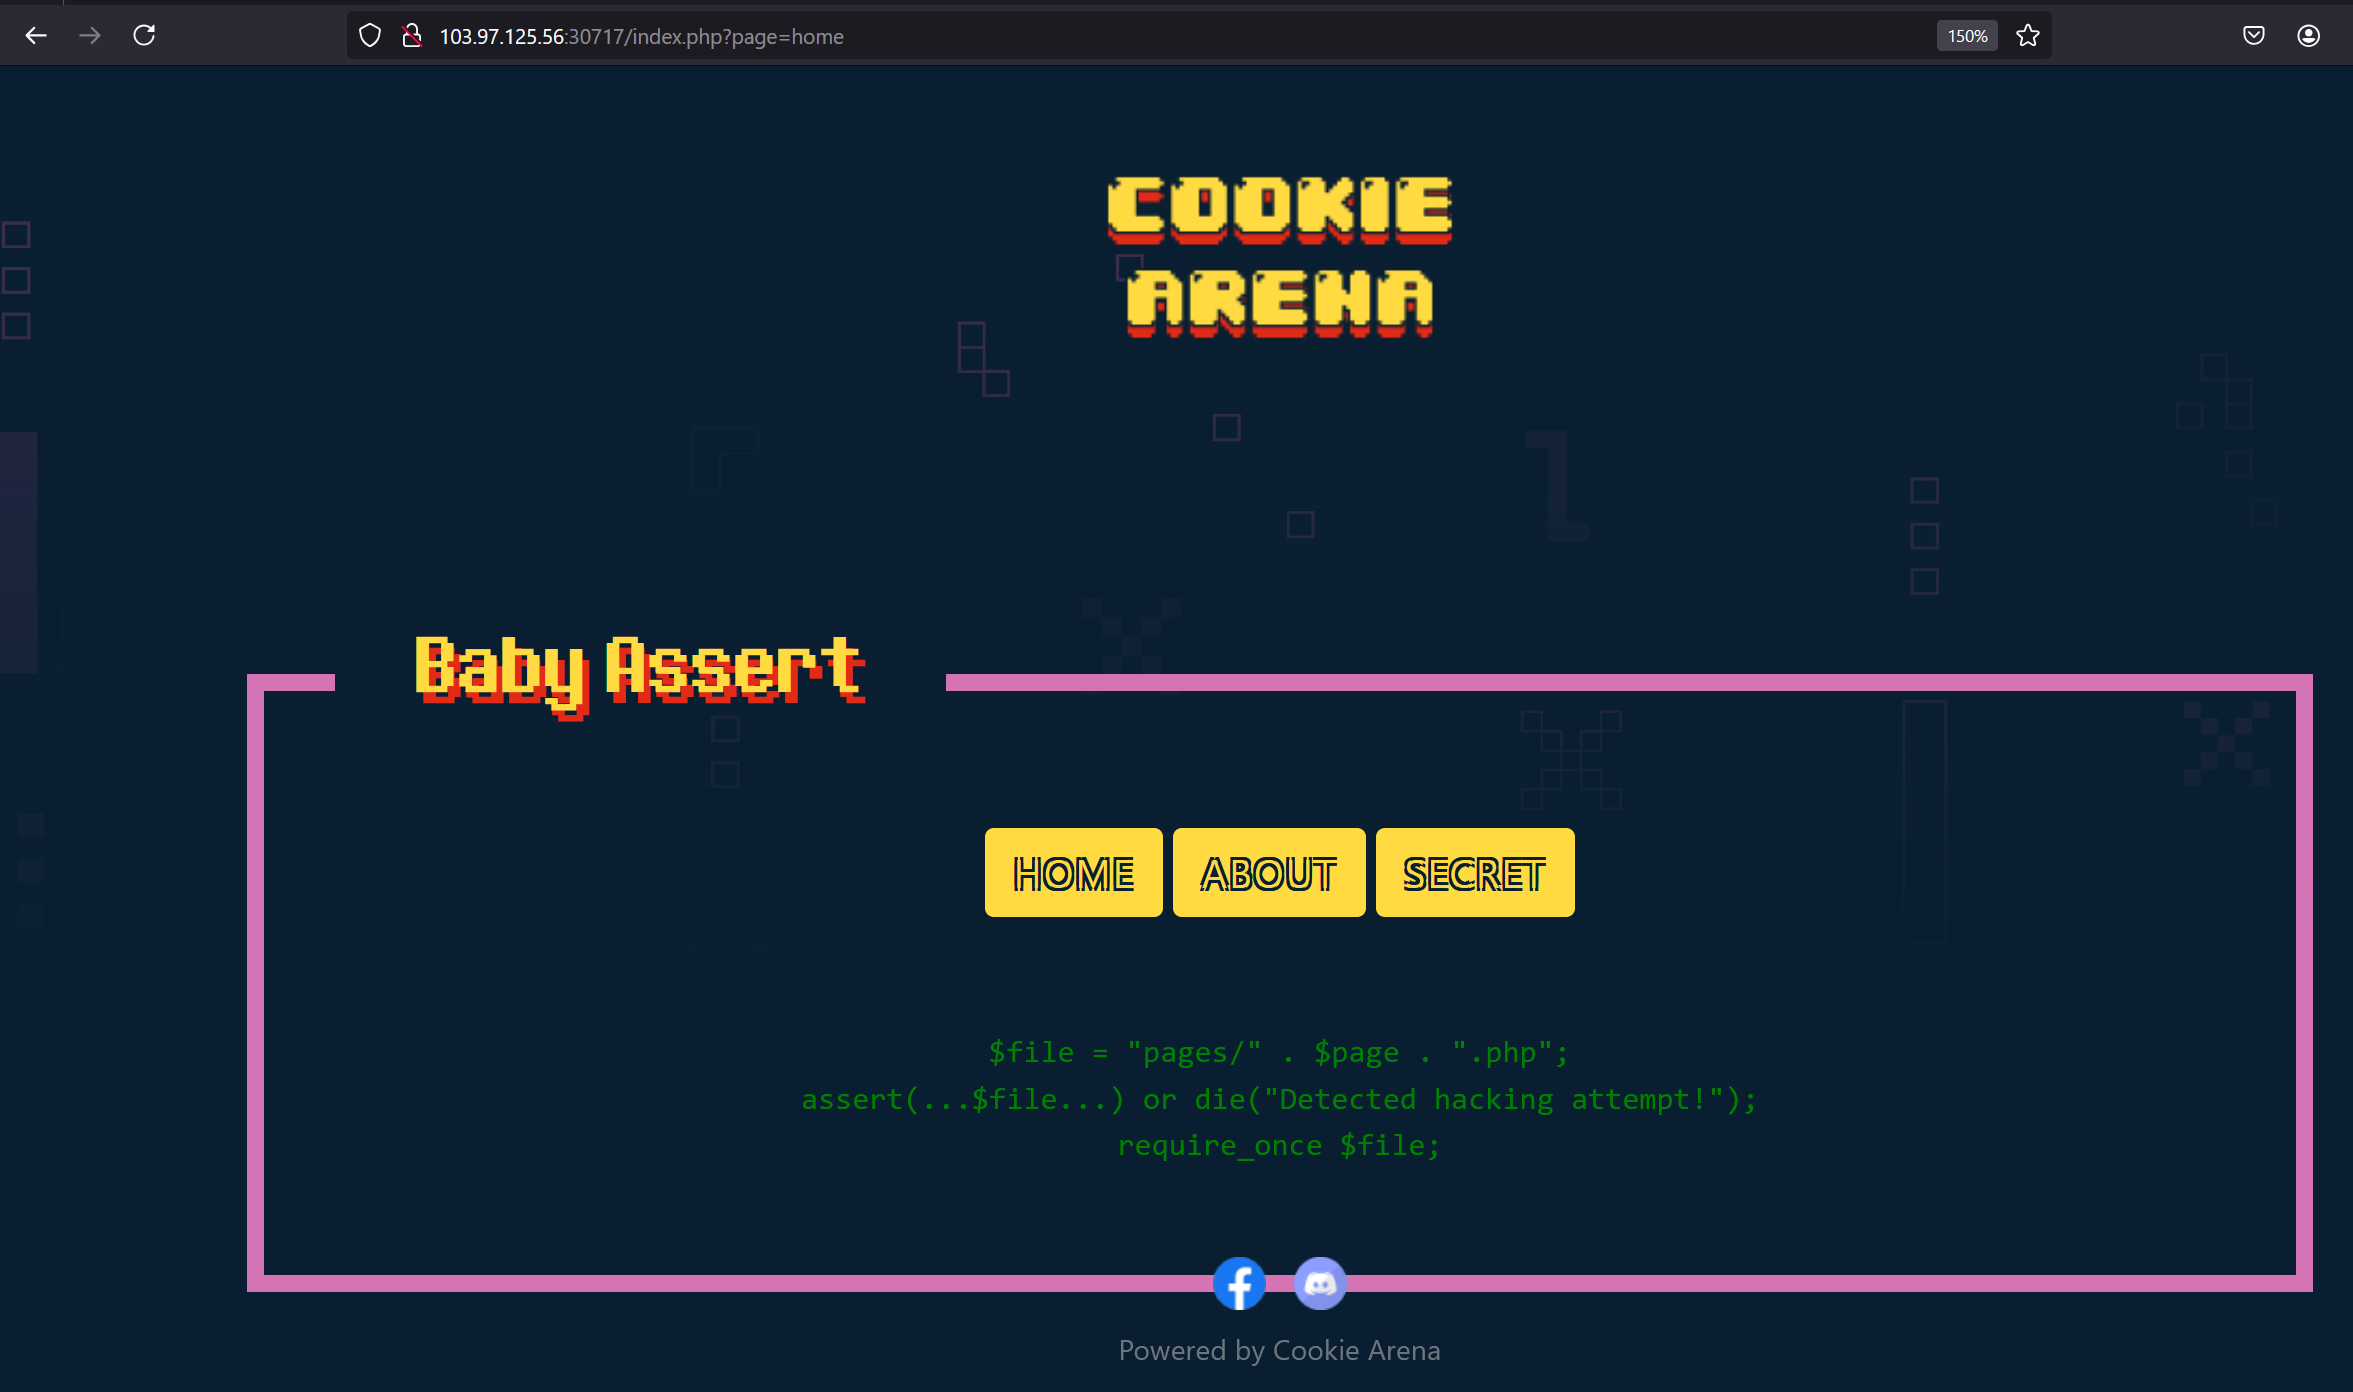 103.97.125.56:30717/index.php?page=home
150%
COOKIE
ARENA
Baby Assert
HOME
ABOUT
SECRET
$file = "pages/" . $page . ".php";
assert(...$file...) or die("Detected hacking attempt!");
require_once $file;
Powered by Cookie Arena